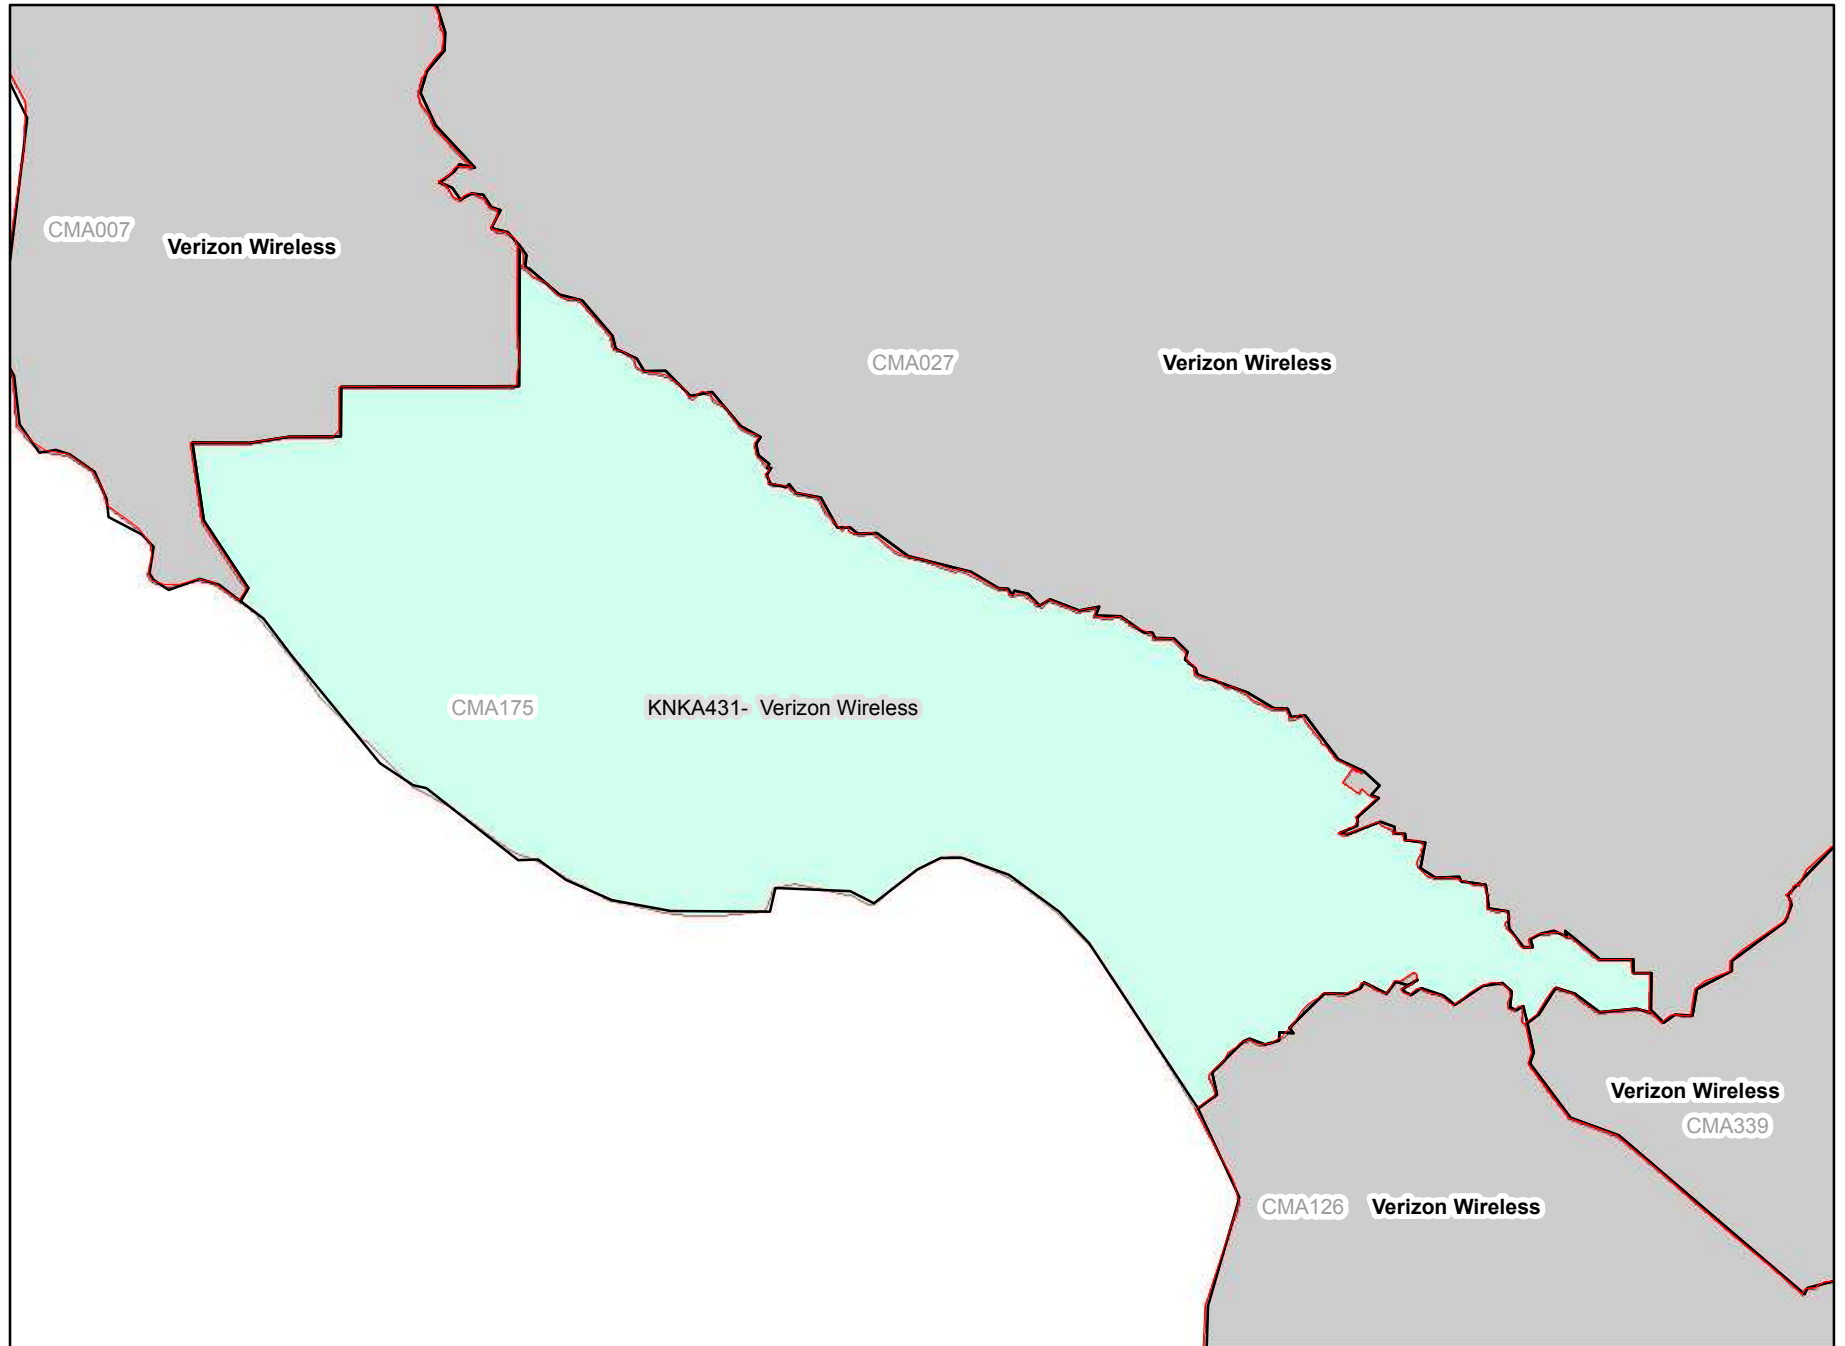 CMA007
Verizon Wireless
CMA027 Verizon Wireless
CMA175 KNKA431- Verizon Wireless
Verizon Wireless
CMA339
CMA126 Verizon Wireless